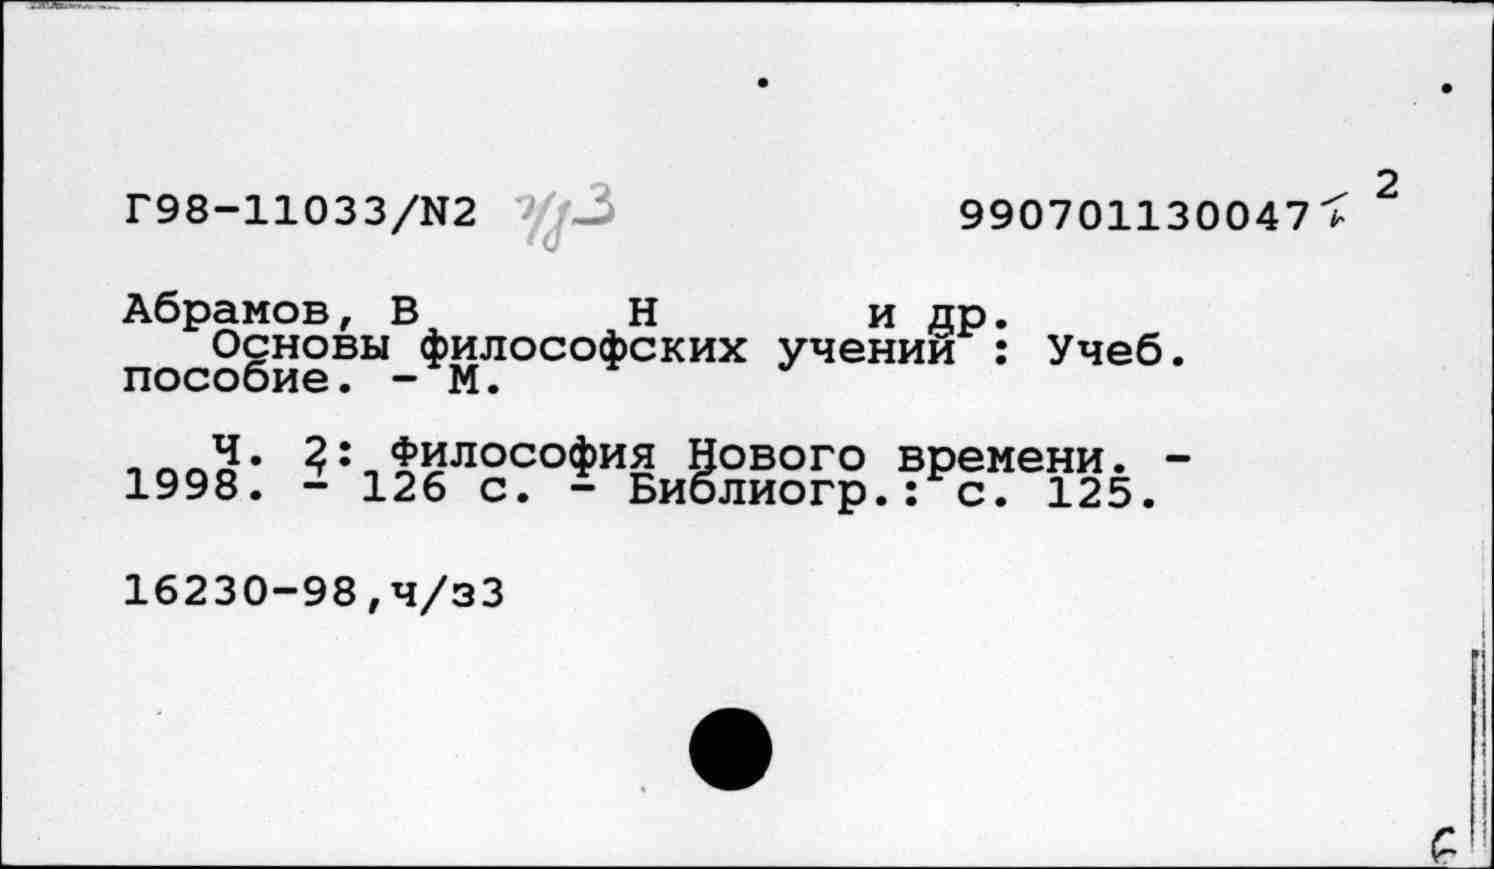 Г98-11033/N2 ч/з3 990701130047 2
Абрамов, В Н и др.
Основы философских учений : Учеб.
пособие. - М.
Ч. 2: Философия Нового времени. -
1998. - 126 с. - Библиогр.: с. 125.
16230-98,ч/з3